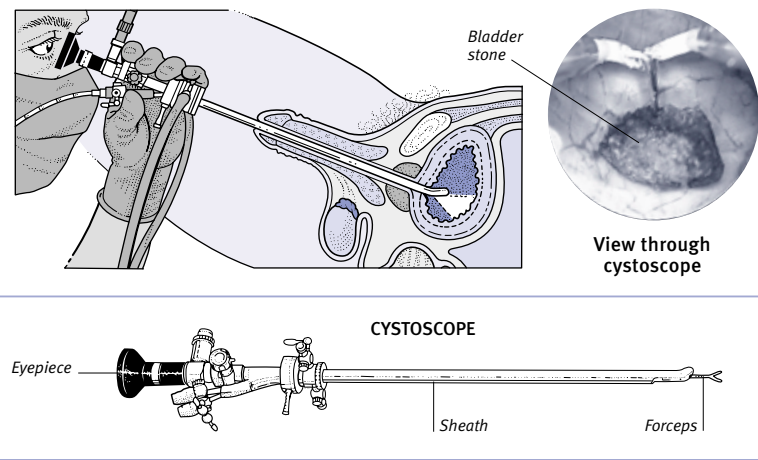 Bladder
stone
View through
cystoscope
CYSTOSCOPE
Eyepiece
Sheath
Forceps